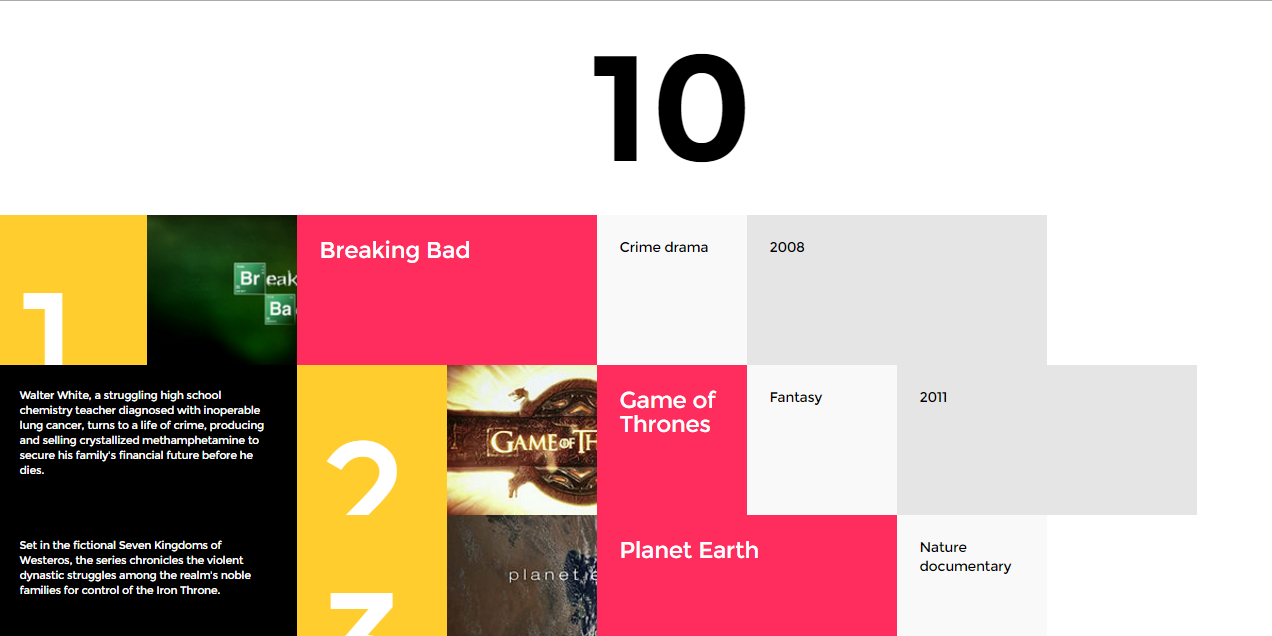 10
1
Br eak
Ba
Breaking Bad
Crime drama
2008
Walter White, a struggling high school
chemistry teacher diagnosed with inoperable
lung cancer, turns to a life of crime, producing
and selling crystallized methamphetamine to
secure his family's financial future before he
dies.
2
GAME OF TH
Game of
Thrones
Fantasy
2011
Set in the fictional Seven Kingdoms of
Westeros, the series chronicles the violent
dynastic struggles among the realm's noble
families for control of the Iron Throne.
3
planet e
Planet Earth
Nature
documentary